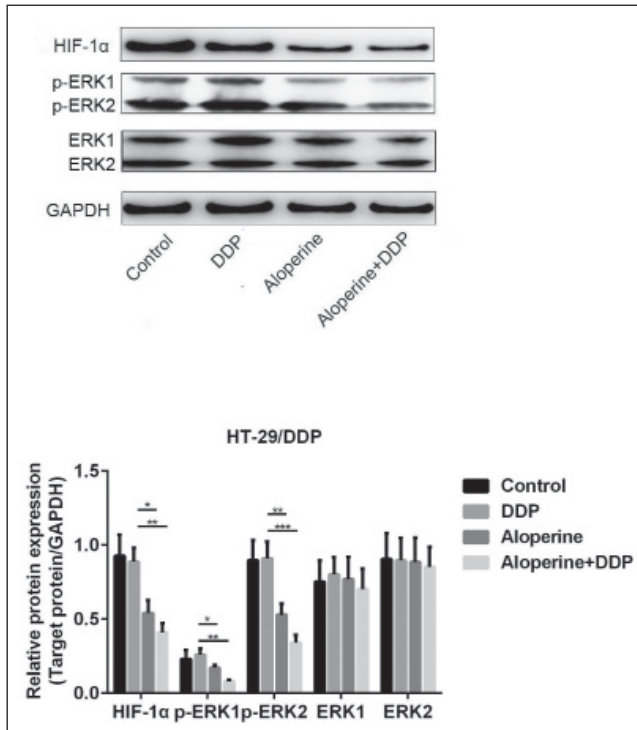 HIF-1α
p-ERK1
p-ERK2
ERK1
ERK2
GAPDH
Control
DDP
Aloperine
Aloperine+DDP
HT-29/DDP
Relative protein expression
(Target protein/GAPDH)
1.5
1.0
0.5
0.0
*
**
*
**
**
***
HIF-1α p-ERK1 p-ERK2 ERK1 ERK2
Control
DDP
Aloperine
Aloperine+DDP